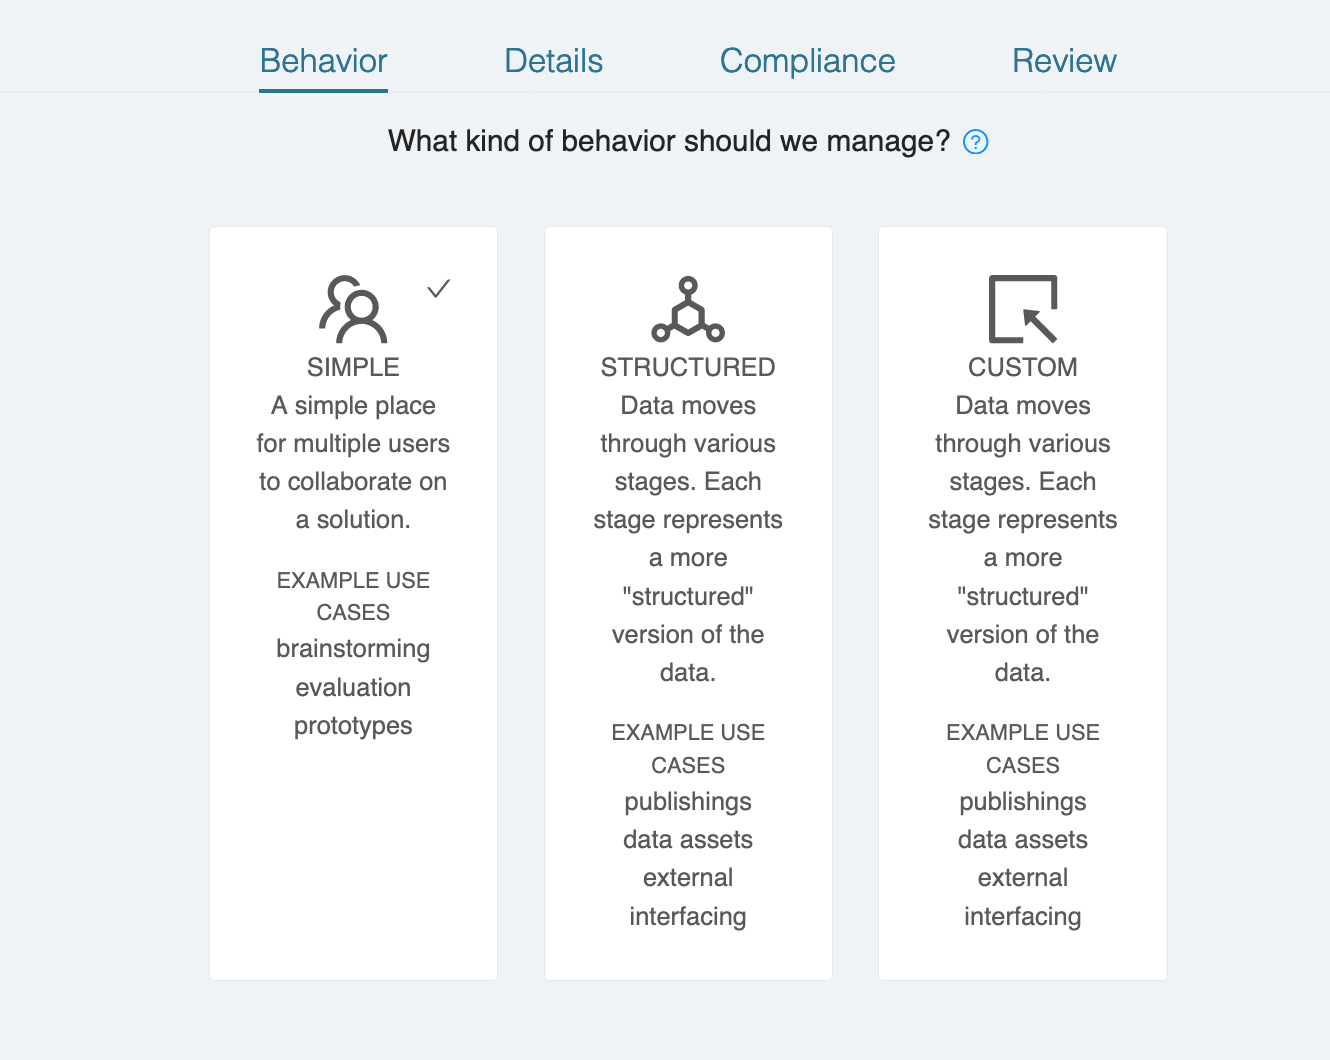 Behavior Details Compliance Review
What kind of behavior should we manage? ?
SIMPLE
A simple place
for multiple users
to collaborate on
a solution.
EXAMPLE USE
CASES
brainstorming
evaluation
prototypes
STRUCTURED
Data moves
through various
stages. Each
stage represents
a more
"structured"
version of the
data.
EXAMPLE USE
CASES
publishings
data assets
external
interfacing
CUSTOM
Data moves
through various
stages. Each
stage represents
a more
"structured"
version of the
data.
EXAMPLE USE
CASES
publishings
data assets
external
interfacing